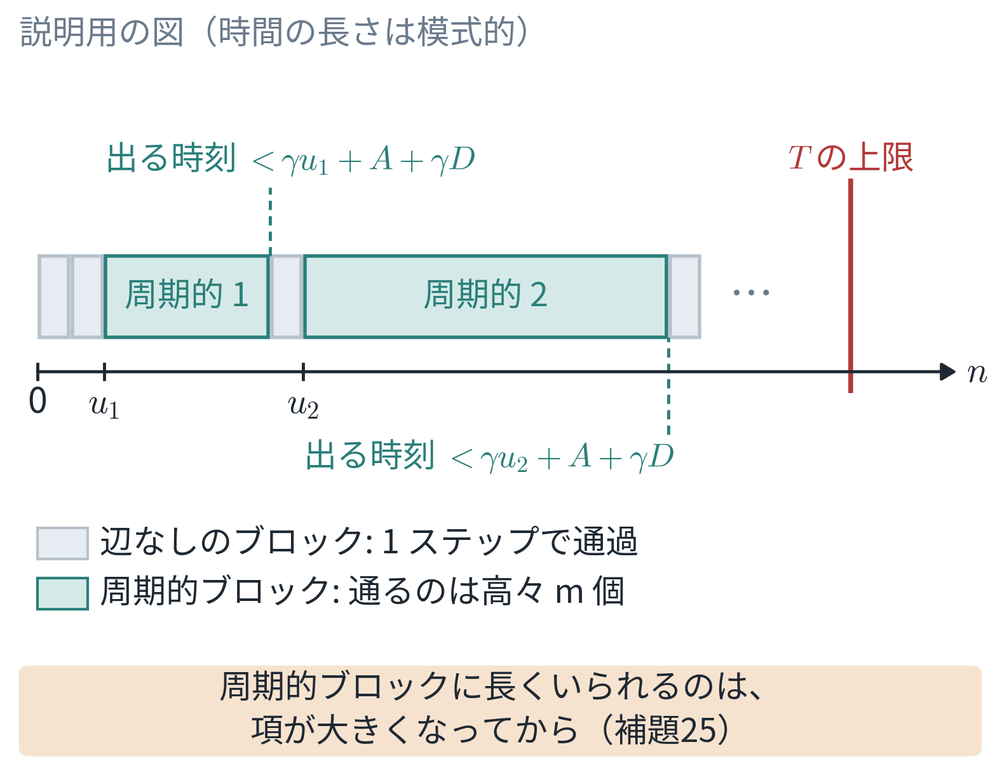 説明用の図（時間の長さは模式的）
出る時刻 < γu₁ + A + γD
Tの上限
周期的 1
周期的 2
···
n
0
u₁
u₂
出る時刻 < γu₂ + A + γD
辺なしのブロック: 1 ステップで通過
周期的ブロック: 通るのは高々 m 個
周期的ブロックに長くいられるのは、
項が大きくなってから（補題25）